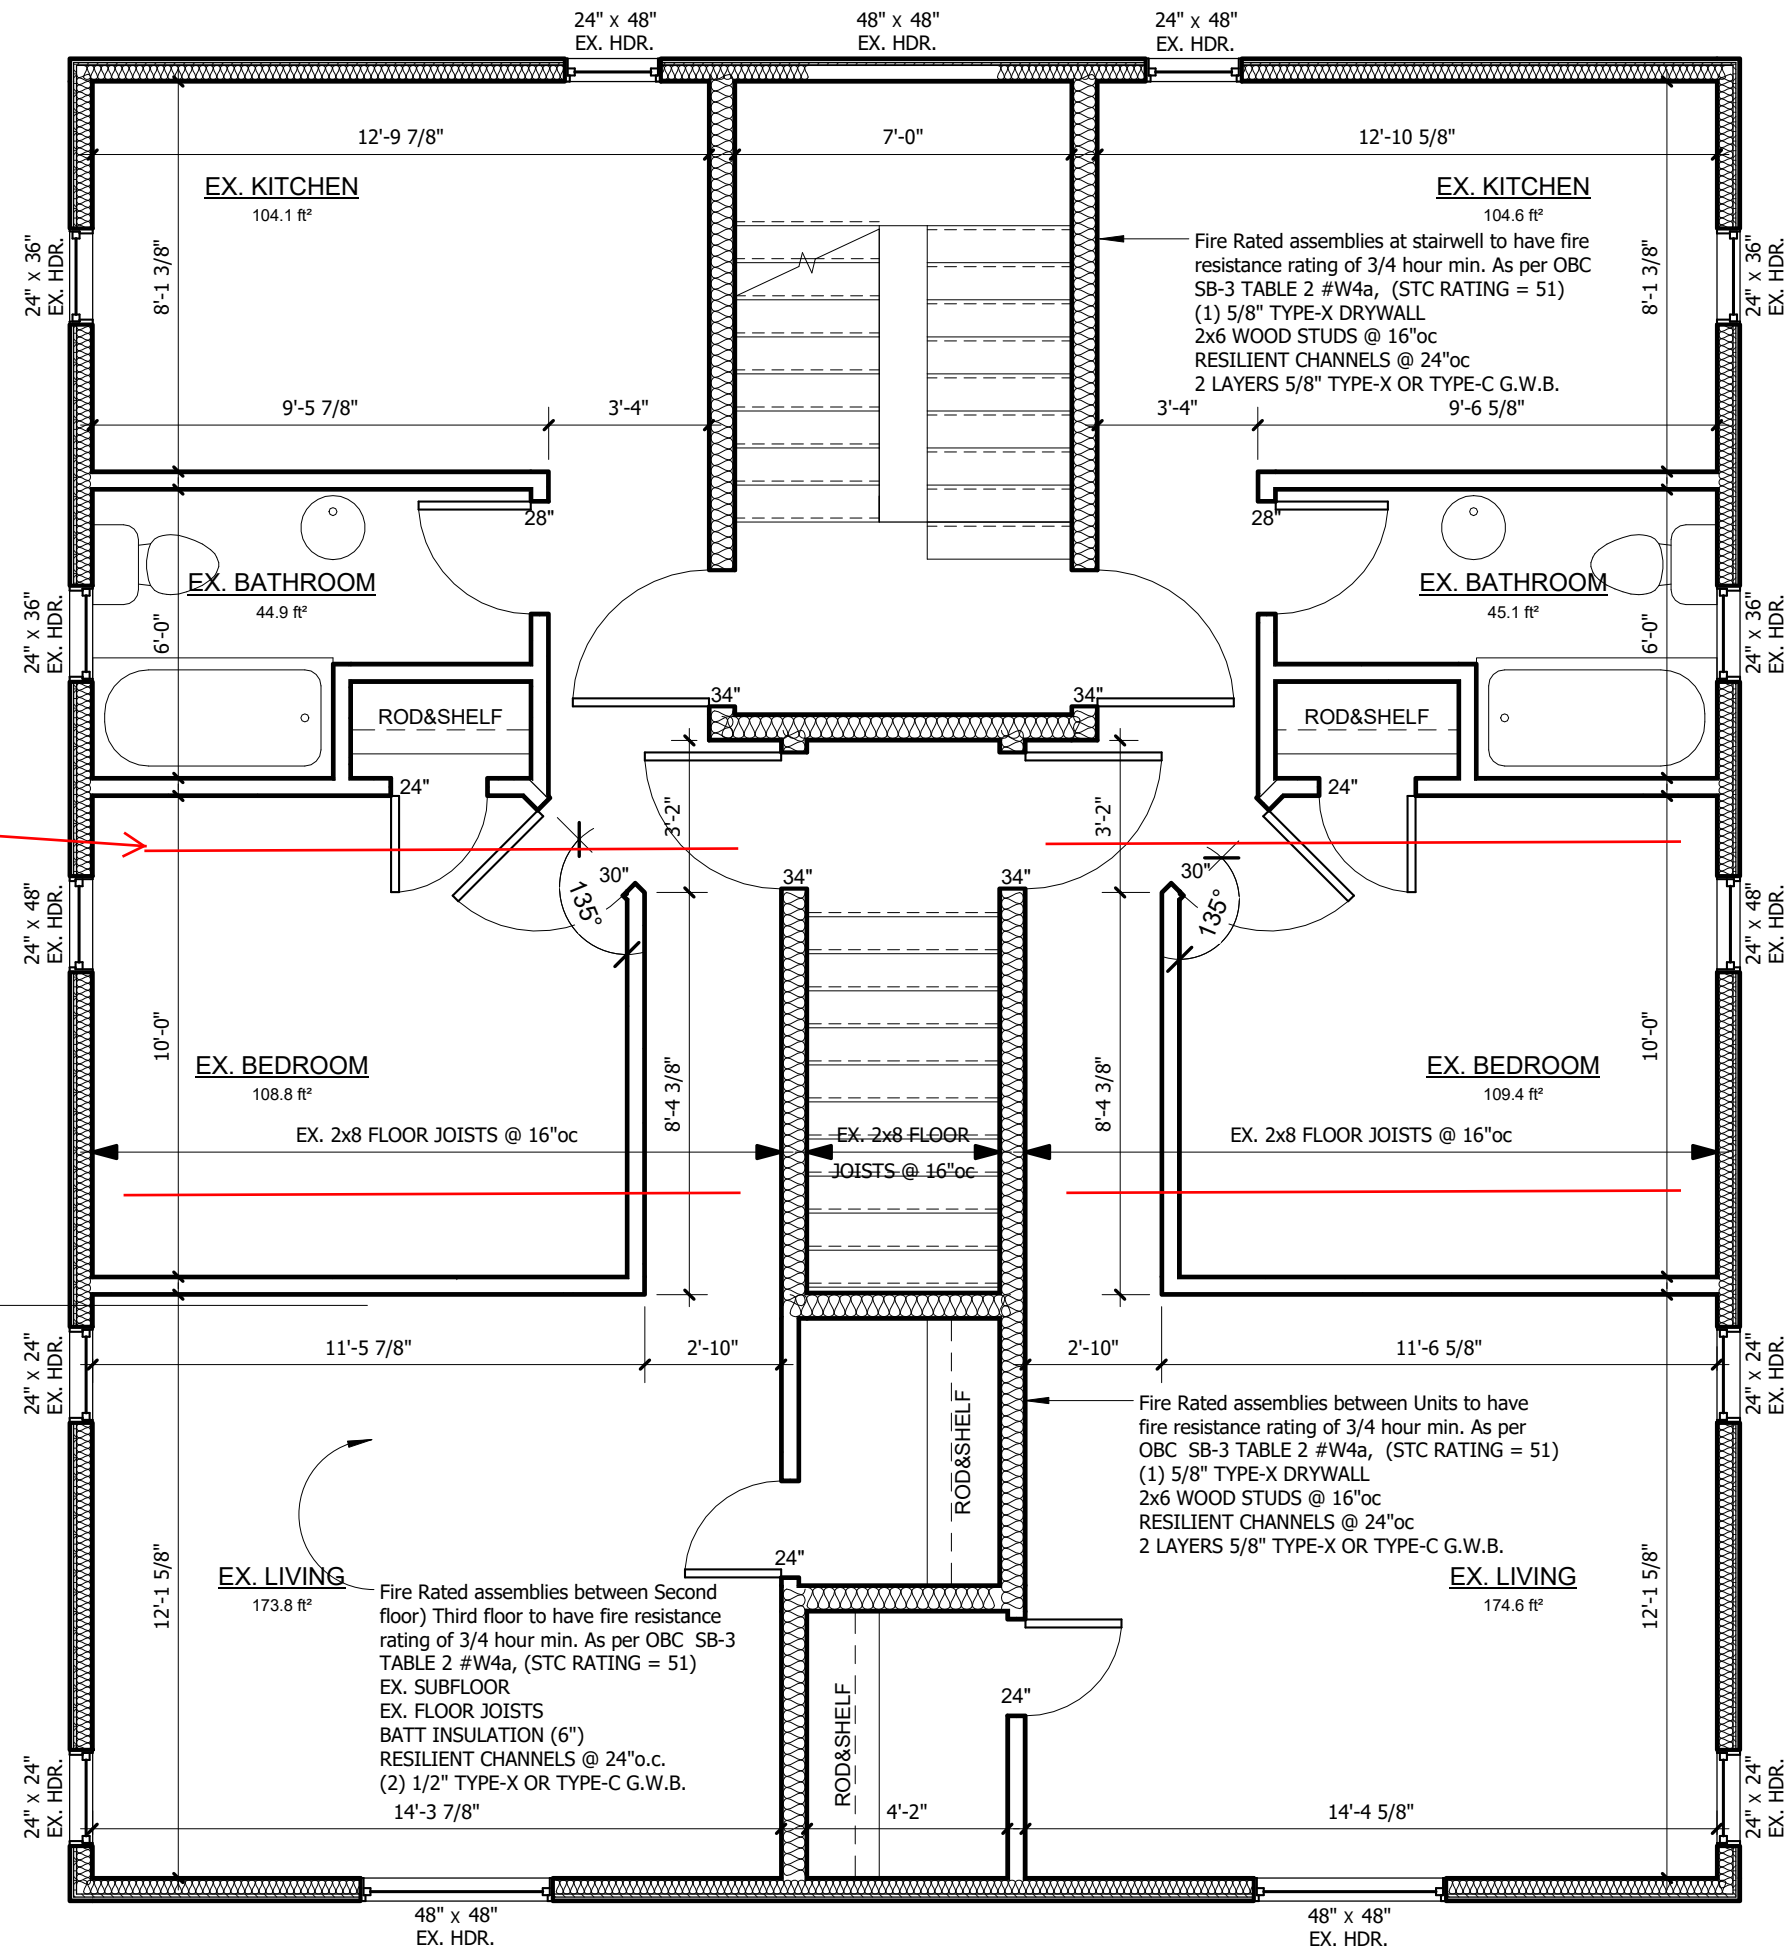 24" x 48"
EX. HDR.
48" x 48"
EX. HDR.
24" x 48"
EX. HDR.
12'-9 7/8"
7'-0"
12'-10 5/8"
EX. KITCHEN
104.1 ft²
EX. KITCHEN
104.6 ft²
24" x 36"
EX. HDR.
8'-1 3/8"
Fire Rated assemblies at stairwell to have fire
resistance rating of 3/4 hour min. As per OBC
SB-3 TABLE 2 #W4a, (STC RATING = 51)
(1) 5/8" TYPE-X DRYWALL
2x6 WOOD STUDS @ 16"oc
RESILIENT CHANNELS @ 24"oc
2 LAYERS 5/8" TYPE-X OR TYPE-C G.W.B.
8'-1 3/8"
24" x 36"
EX. HDR.
9'-5 7/8"
3'-4"
3'-4"
9'-6 5/8"
28"
28"
EX. BATHROOM
44.9 ft²
EX. BATHROOM
45.1 ft²
24" x 36"
EX. HDR.
6'-0"
6'-0"
24" x 36"
EX. HDR.
34"
34"
ROD&SHELF
ROD&SHELF
24"
24"
3'-2"
3'-2"
30"
135°
34"
34"
30"
135°
24" x 48"
EX. HDR.
24" x 48"
EX. HDR.
10'-0"
10'-0"
EX. BEDROOM
108.8 ft²
EX. BEDROOM
109.4 ft²
8'-4 3/8"
8'-4 3/8"
EX. 2x8 FLOOR JOISTS @ 16"oc
EX. 2x8 FLOOR
JOISTS @ 16"oc
EX. 2x8 FLOOR JOISTS @ 16"oc
11'-5 7/8"
2'-10"
2'-10"
11'-6 5/8"
24" x 24"
EX. HDR.
24" x 24"
EX. HDR.
ROD&SHELF
Fire Rated assemblies between Units to have
fire resistance rating of 3/4 hour min. As per
OBC SB-3 TABLE 2 #W4a, (STC RATING = 51)
(1) 5/8" TYPE-X DRYWALL
2x6 WOOD STUDS @ 16"oc
RESILIENT CHANNELS @ 24"oc
2 LAYERS 5/8" TYPE-X OR TYPE-C G.W.B.
24"
12'-1 5/8"
12'-1 5/8"
EX. LIVING
173.8 ft²
EX. LIVING
174.6 ft²
Fire Rated assemblies between Second
floor) Third floor to have fire resistance
rating of 3/4 hour min. As per OBC SB-3
TABLE 2 #W4a, (STC RATING = 51)
EX. SUBFLOOR
EX. FLOOR JOISTS
BATT INSULATION (6")
RESILIENT CHANNELS @ 24"o.c.
(2) 1/2" TYPE-X OR TYPE-C G.W.B.
24"
ROD&SHELF
24" x 24"
EX. HDR.
24" x 24"
EX. HDR.
14'-3 7/8"
4'-2"
14'-4 5/8"
48" x 48"
EX. HDR.
48" x 48"
EX. HDR.